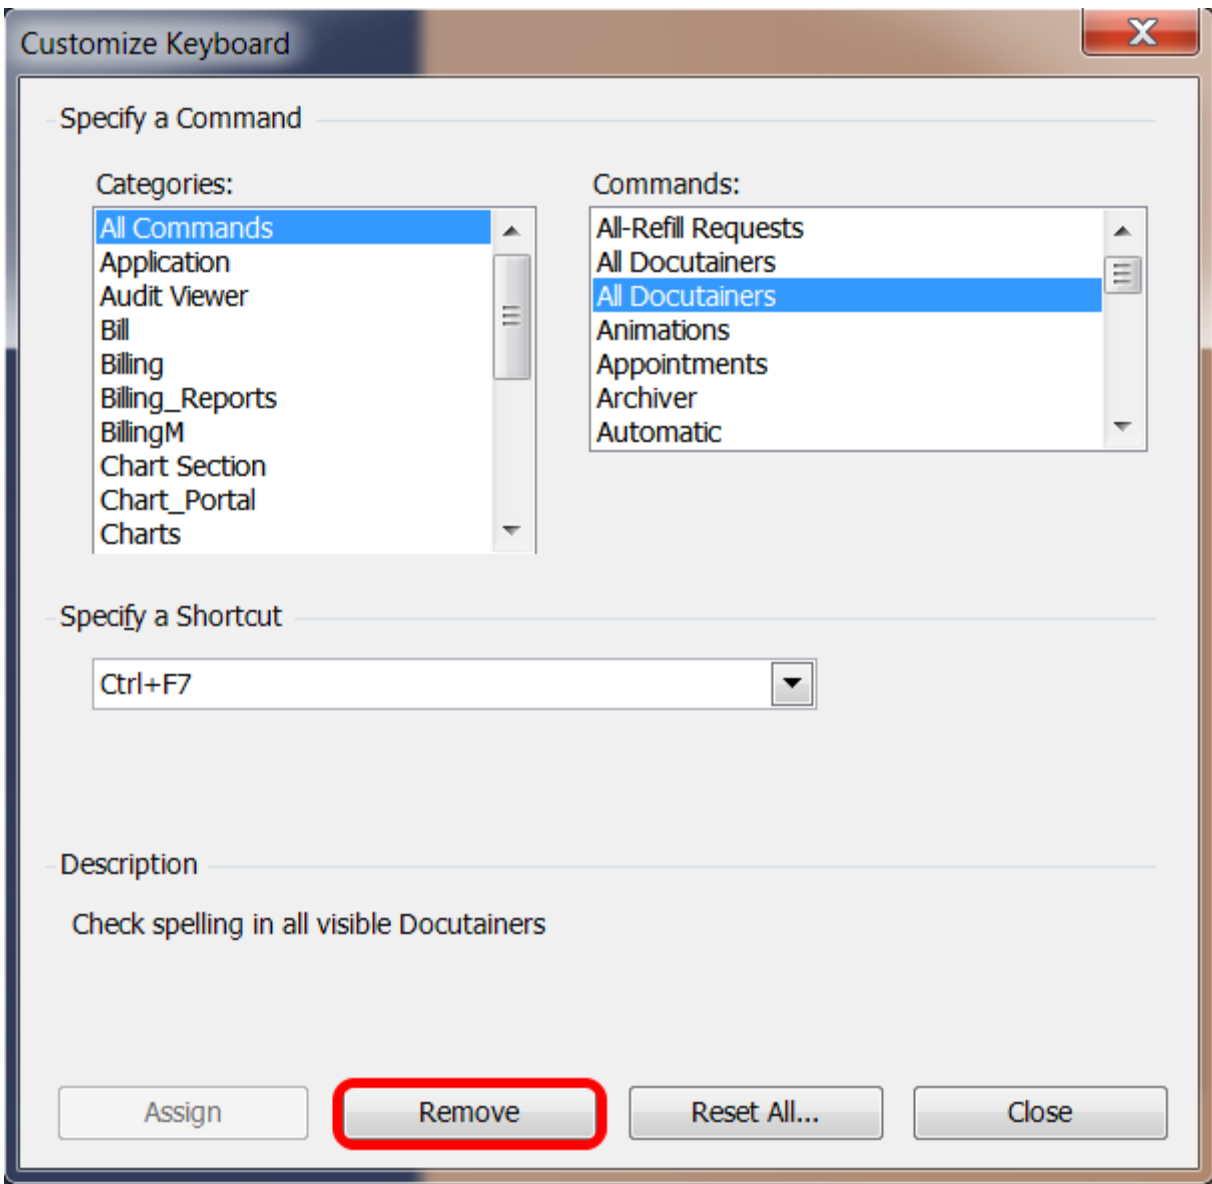 Customize Keyboard
X
Specify a Command
Categories:
All Commands
Application
Audit Viewer
Bill
Billing
Billing_Reports
BillingM
Chart Section
Chart_Portal
Charts
Commands:
All-Refill Requests
All Docutainers
All Docutainers
Animations
Appointments
Archiver
Automatic
Specify a Shortcut
Ctrl+F7
Description
Check spelling in all visible Docutainers
Assign
Remove
Reset All...
Close